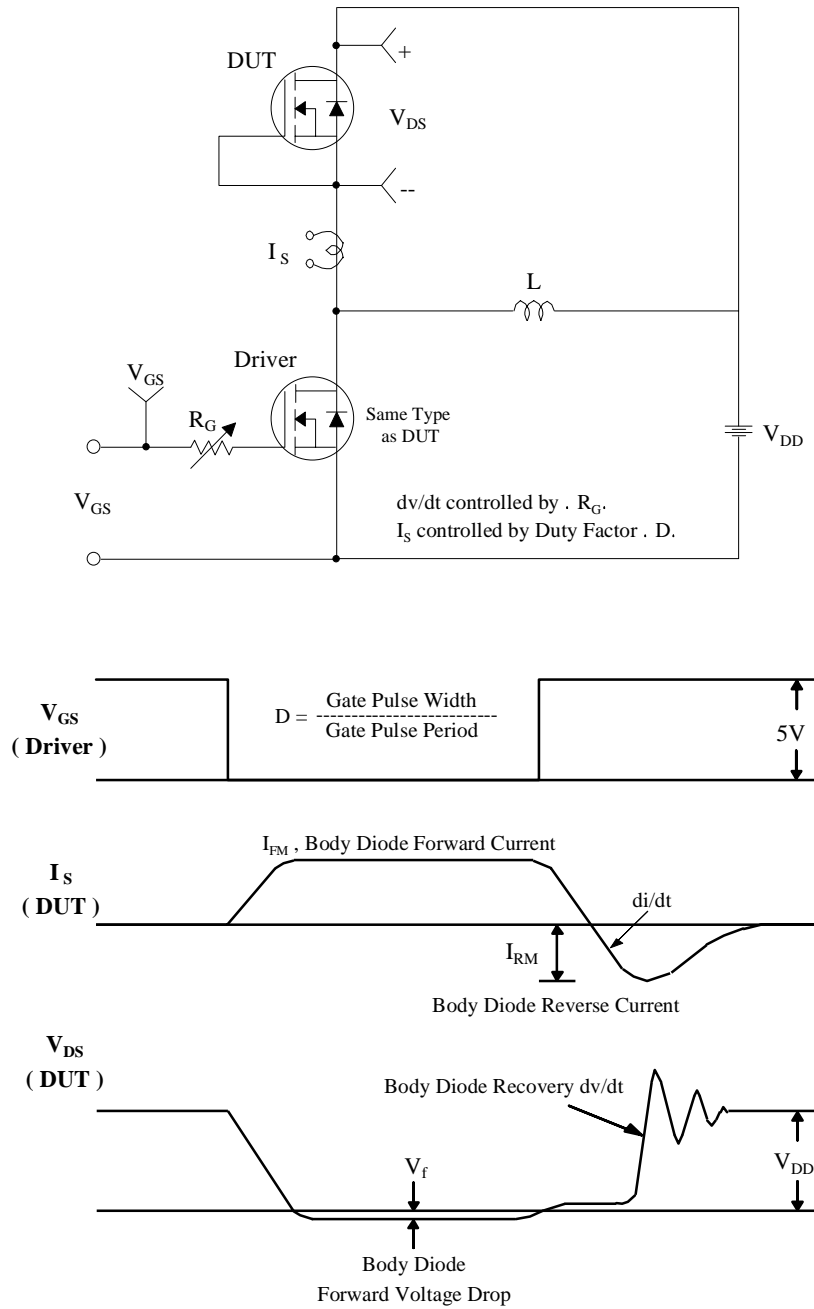 DUT
+
V_DS
--
I_S
L
Driver
V_GS
R_G
Same Type
as DUT
V_DD
V_GS
dv/dt controlled by . R_G.
I_S controlled by Duty Factor . D.
V_GS
( Driver )
D = Gate Pulse Width
--------------------------
Gate Pulse Period
5V
I_FM , Body Diode Forward Current
I_S
( DUT )
di/dt
I_RM
Body Diode Reverse Current
V_DS
( DUT )
Body Diode Recovery dv/dt
V_f
V_DD
Body Diode
Forward Voltage Drop